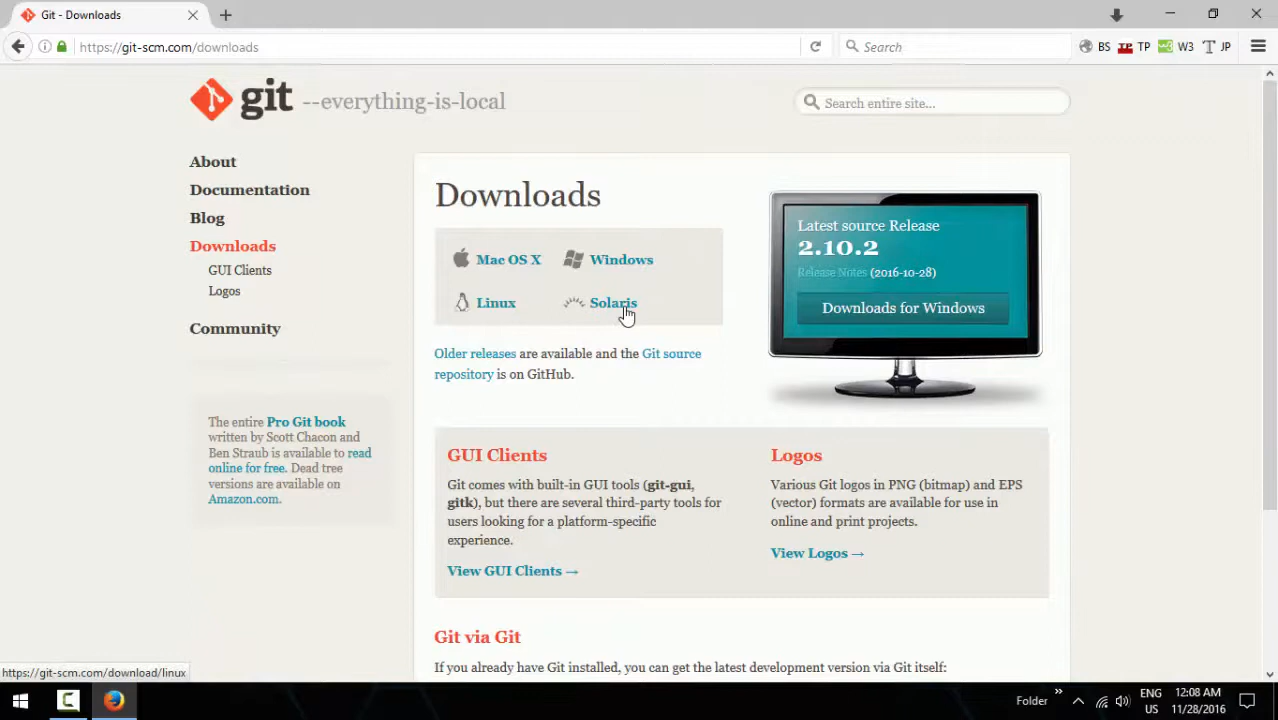 Git - Downloads
https://git-scm.com/downloads
Search
BS
TP
TP
W3
W3
T
JP
git --everything-is-local
Search entire site...
About
Documentation
Blog
Downloads
GUI Clients
Logos
Community
The entire Pro Git book
written by Scott Chacon and
Ben Straub is available to read
online for free. Dead tree
versions are available on
Amazon.com.
Downloads
Mac OS X
Windows
Linux
Solaris
Older releases are available and the Git source
repository is on GitHub.
Latest source Release
2.10.2
Release Notes (2016-10-28)
Downloads for Windows
GUI Clients
Git comes with built-in GUI tools (git-gui,
gitk), but there are several third-party tools for
users looking for a platform-specific
experience.
View GUI Clients →
Logos
Various Git logos in PNG (bitmap) and EPS
(vector) formats are available for use in
online and print projects.
View Logos →
Git via Git
If you already have Git installed, you can get the latest development version via Git itself:
https://git-scm.com/download/linux
Folder
ENG
US
12:08 AM
11/28/2016